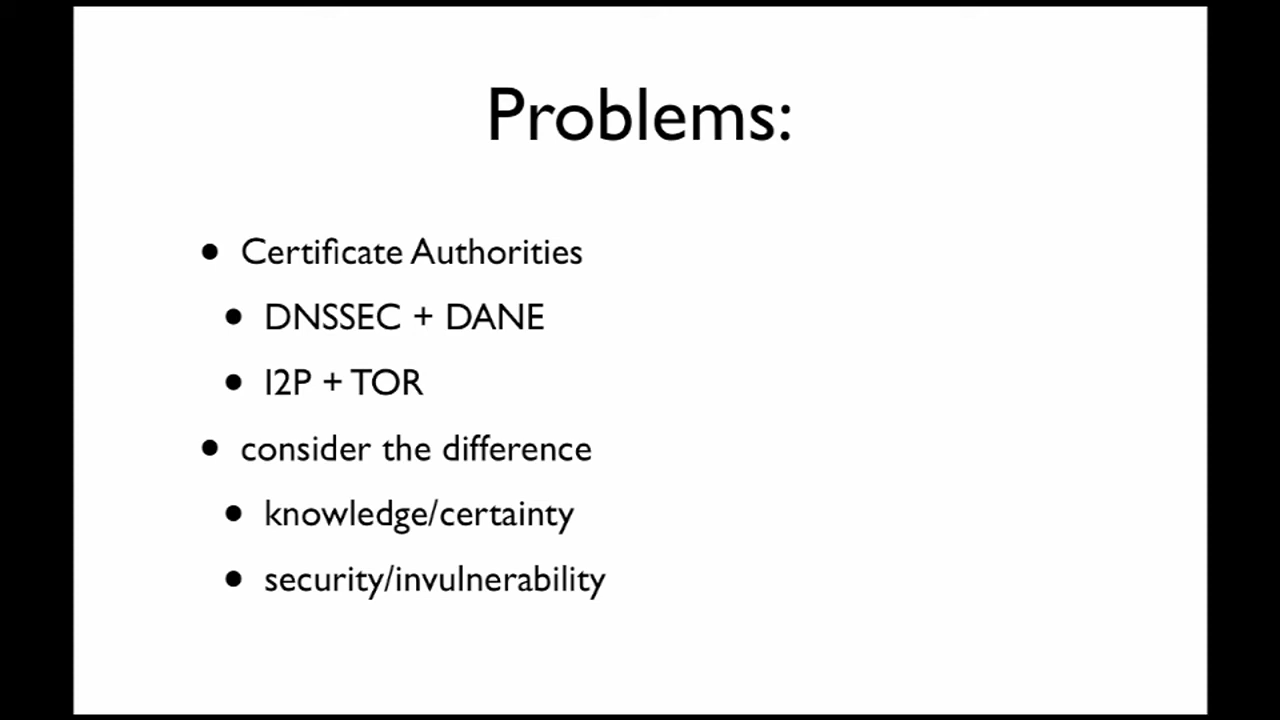 Problems:
• Certificate Authorities
• DNSSEC + DANE
• I2P + TOR
• consider the difference
• knowledge/certainty
• security/invulnerability